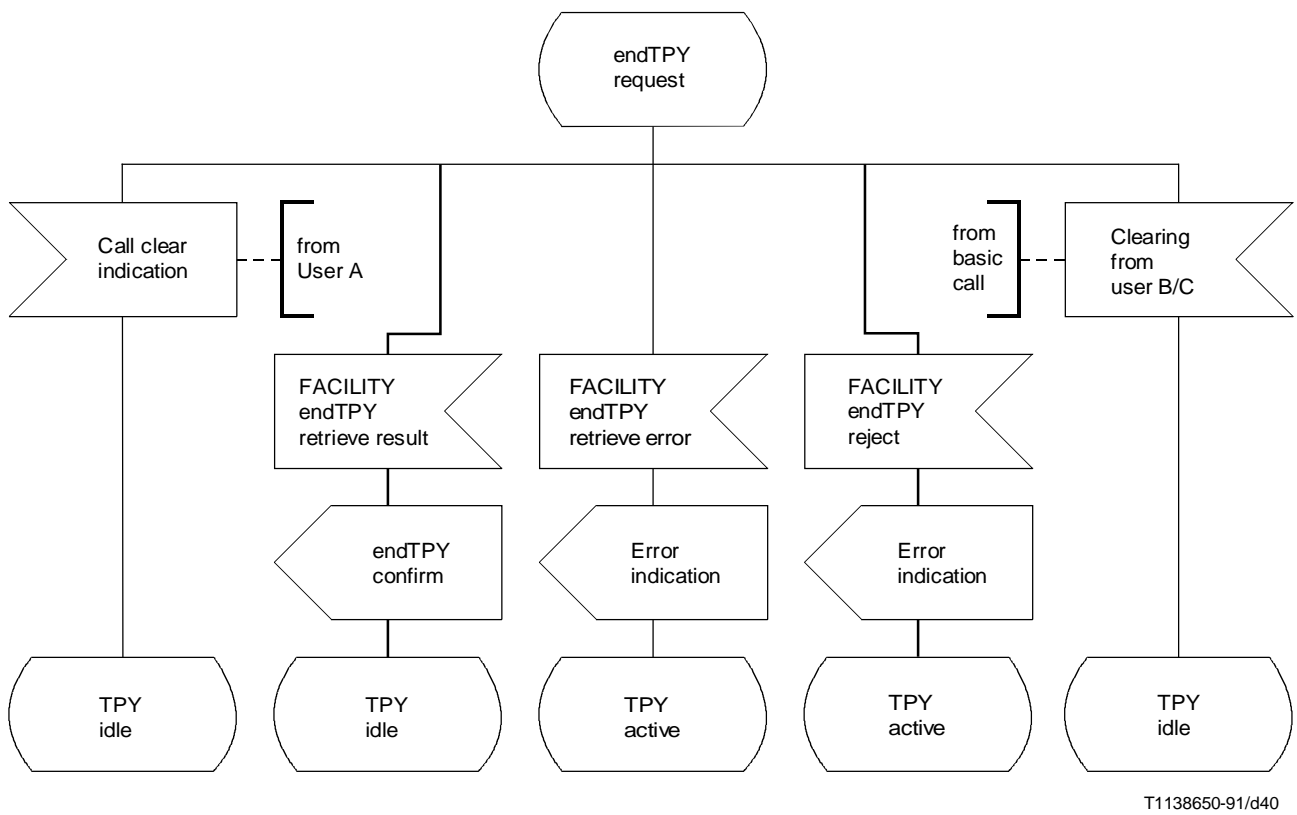 endTPY
request
Call clear
indication
from
User A
from
basic
call
Clearing
from
user B/C
FACILITY
endTPY
retrieve result
FACILITY
endTPY
retrieve error
FACILITY
endTPY
reject
endTPY
confirm
Error
indication
Error
indication
TPY
idle
TPY
idle
TPY
active
TPY
active
TPY
idle
T1138650-91/d40